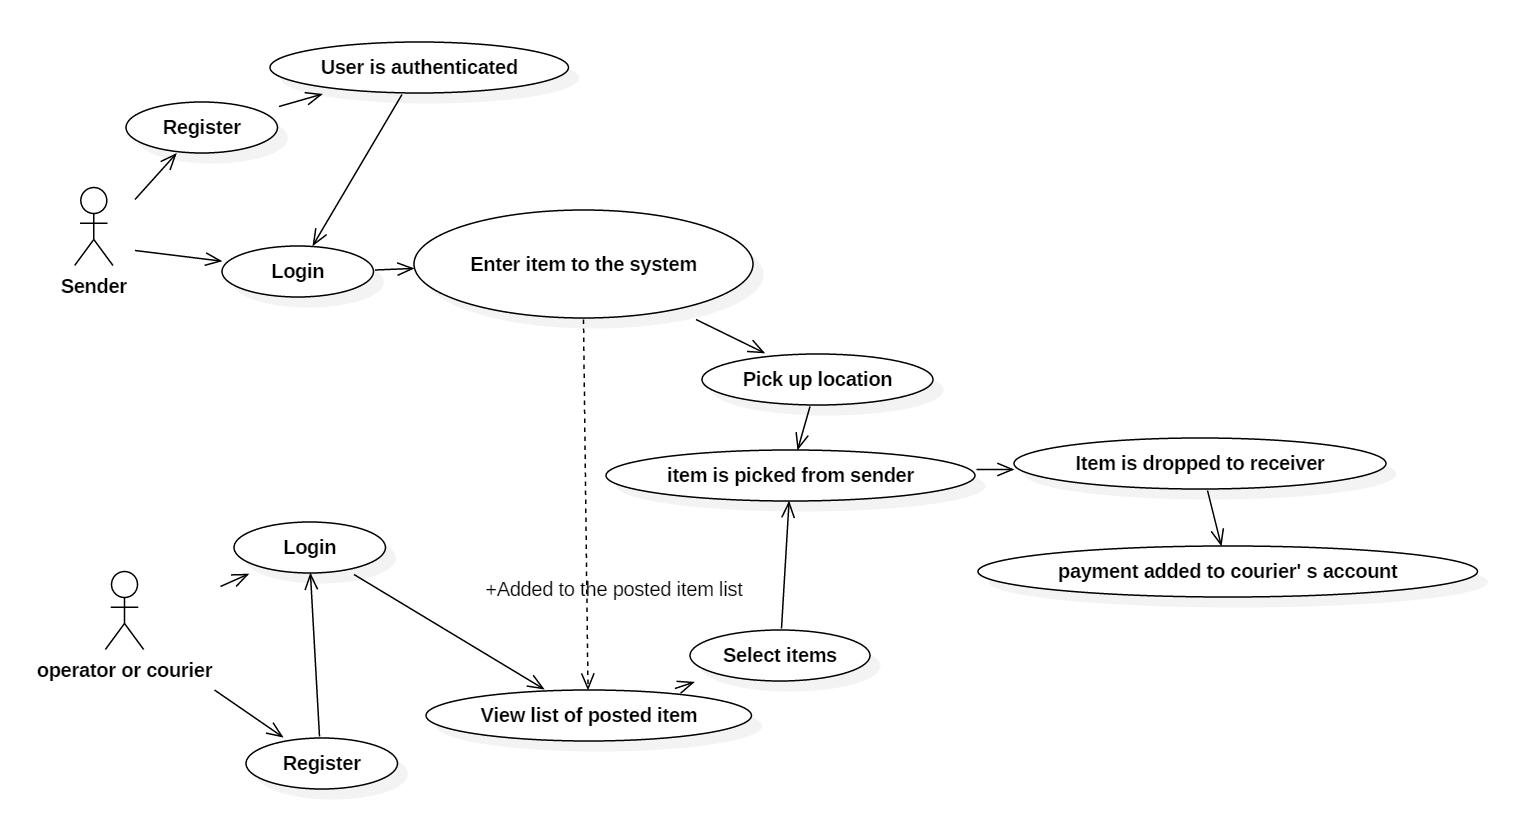 User is authenticated
Register
Sender
Login
Enter item to the system
Pick up location
item is picked from sender
Item is dropped to receiver
payment added to courier' s account
Login
+Added to the posted item list
operator or courier
Select items
View list of posted item
Register